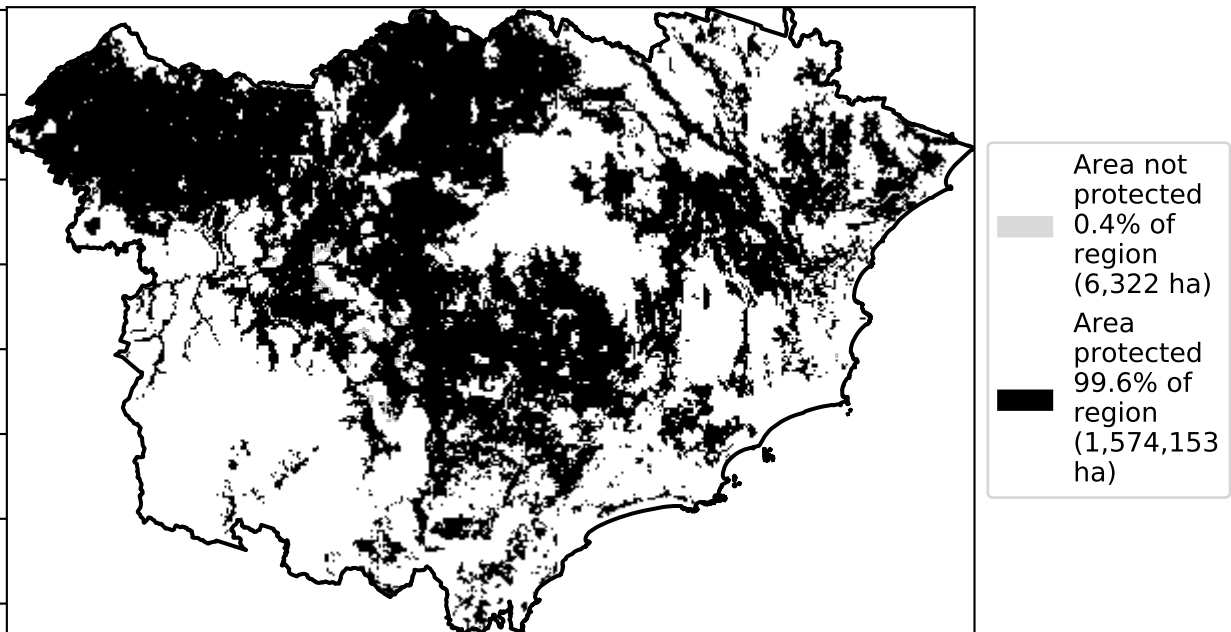 Area not
protected
0.4% of
region
(6,322 ha)
Area
protected
99.6% of
region
(1,574,153
ha)